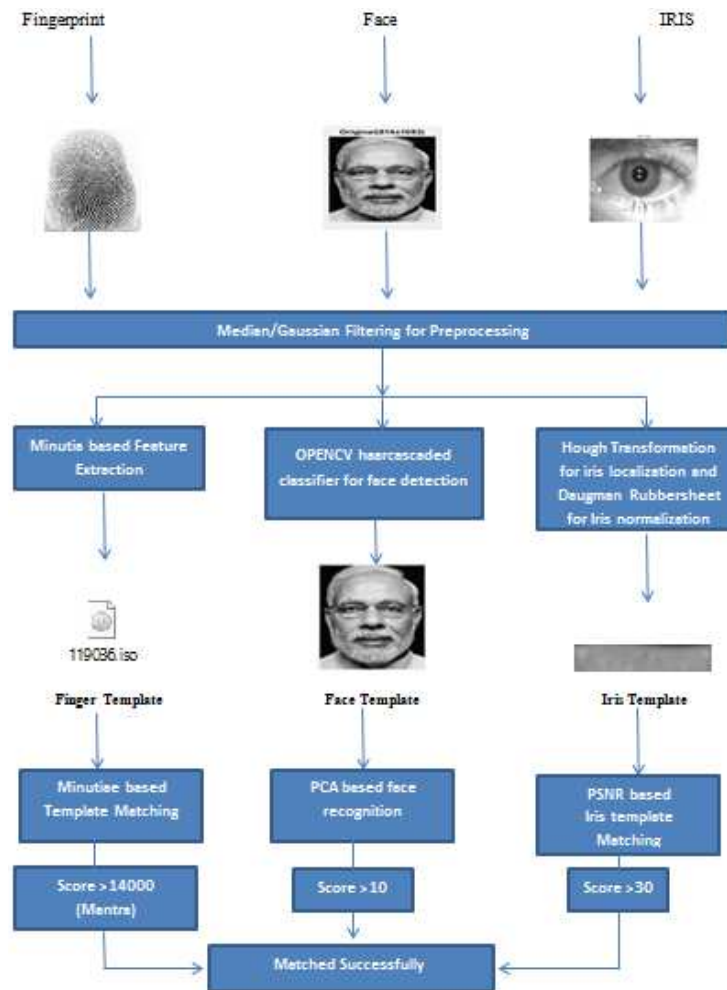 Fingerprint
Face
IRIS
Median/Gaussian Filtering for Preprocessing
Minutia based Feature
Extraction
OPENCV haarcascaded
classifier for face detection
Hough Transformation
for iris localization and
Daugman Rubbersheet
for Iris normalization
119036.iso
Finger Template
Face Template
Iris Template
Minutiae based
Template Matching
PCA based face
recognition
PSNR based
Iris template
Matching
Score >14000
(Mantra)
Score >10
Score >30
Matched Successfully